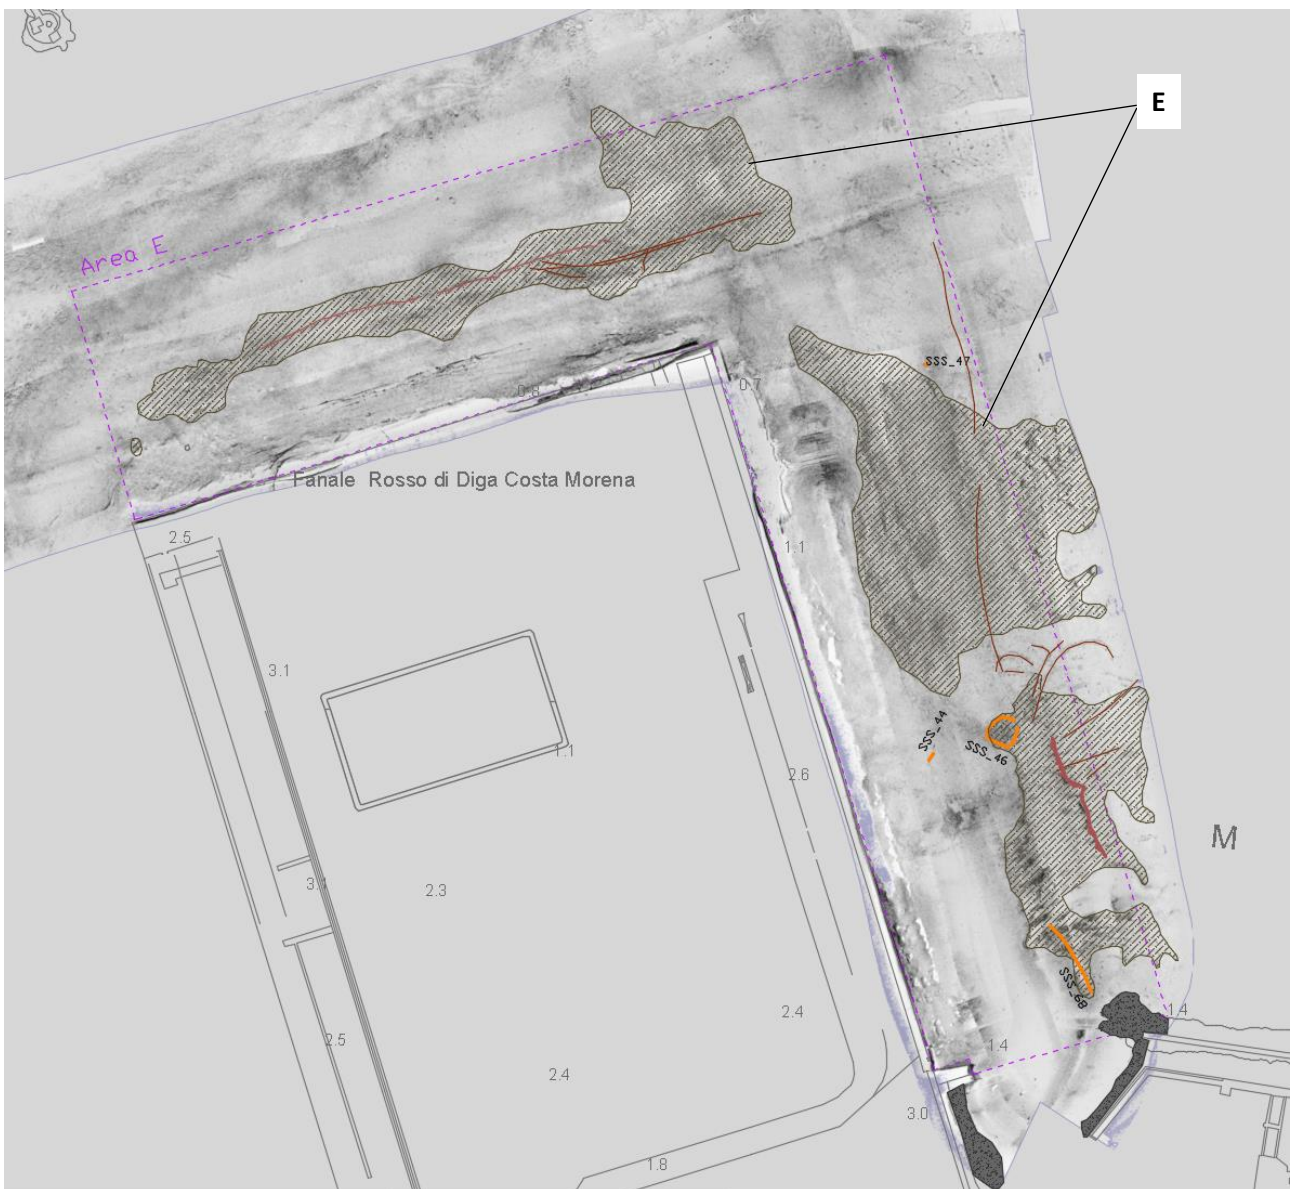 E
Area E
SSS_47
0.8
0.7
Fanale Rosso di Diga Costa Morena
2.5
1.1
3.1
SSS_44
SSS_46
1.1
2.6
M
3.1
2.3
SSS_68
2.4
1.4
2.5
1.4
2.4
3.0
1.8